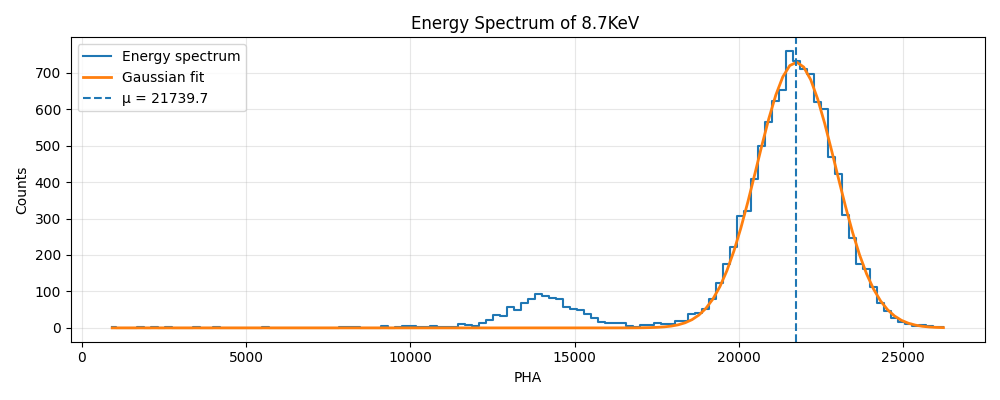 Energy Spectrum of 8.7KeV
Energy spectrum
Gaussian fit
μ = 21739.7
Counts
700
600
500
400
300
200
100
0
0
5000
10000
15000
20000
25000
PHA